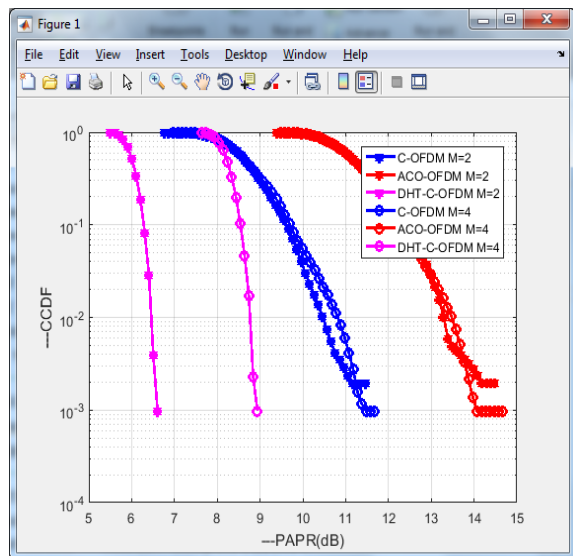 Figure 1
File Edit View Insert Tools Desktop Window Help
10^0
10^-1
10^-2
10^-3
10^-4
---CCDF
C-OFDM M=2
ACO-OFDM M=2
DHT-C-OFDM M=2
C-OFDM M=4
ACO-OFDM M=4
DHT-C-OFDM M=4
5 6 7 8 9 10 11 12 13 14 15
---PAPR(dB)